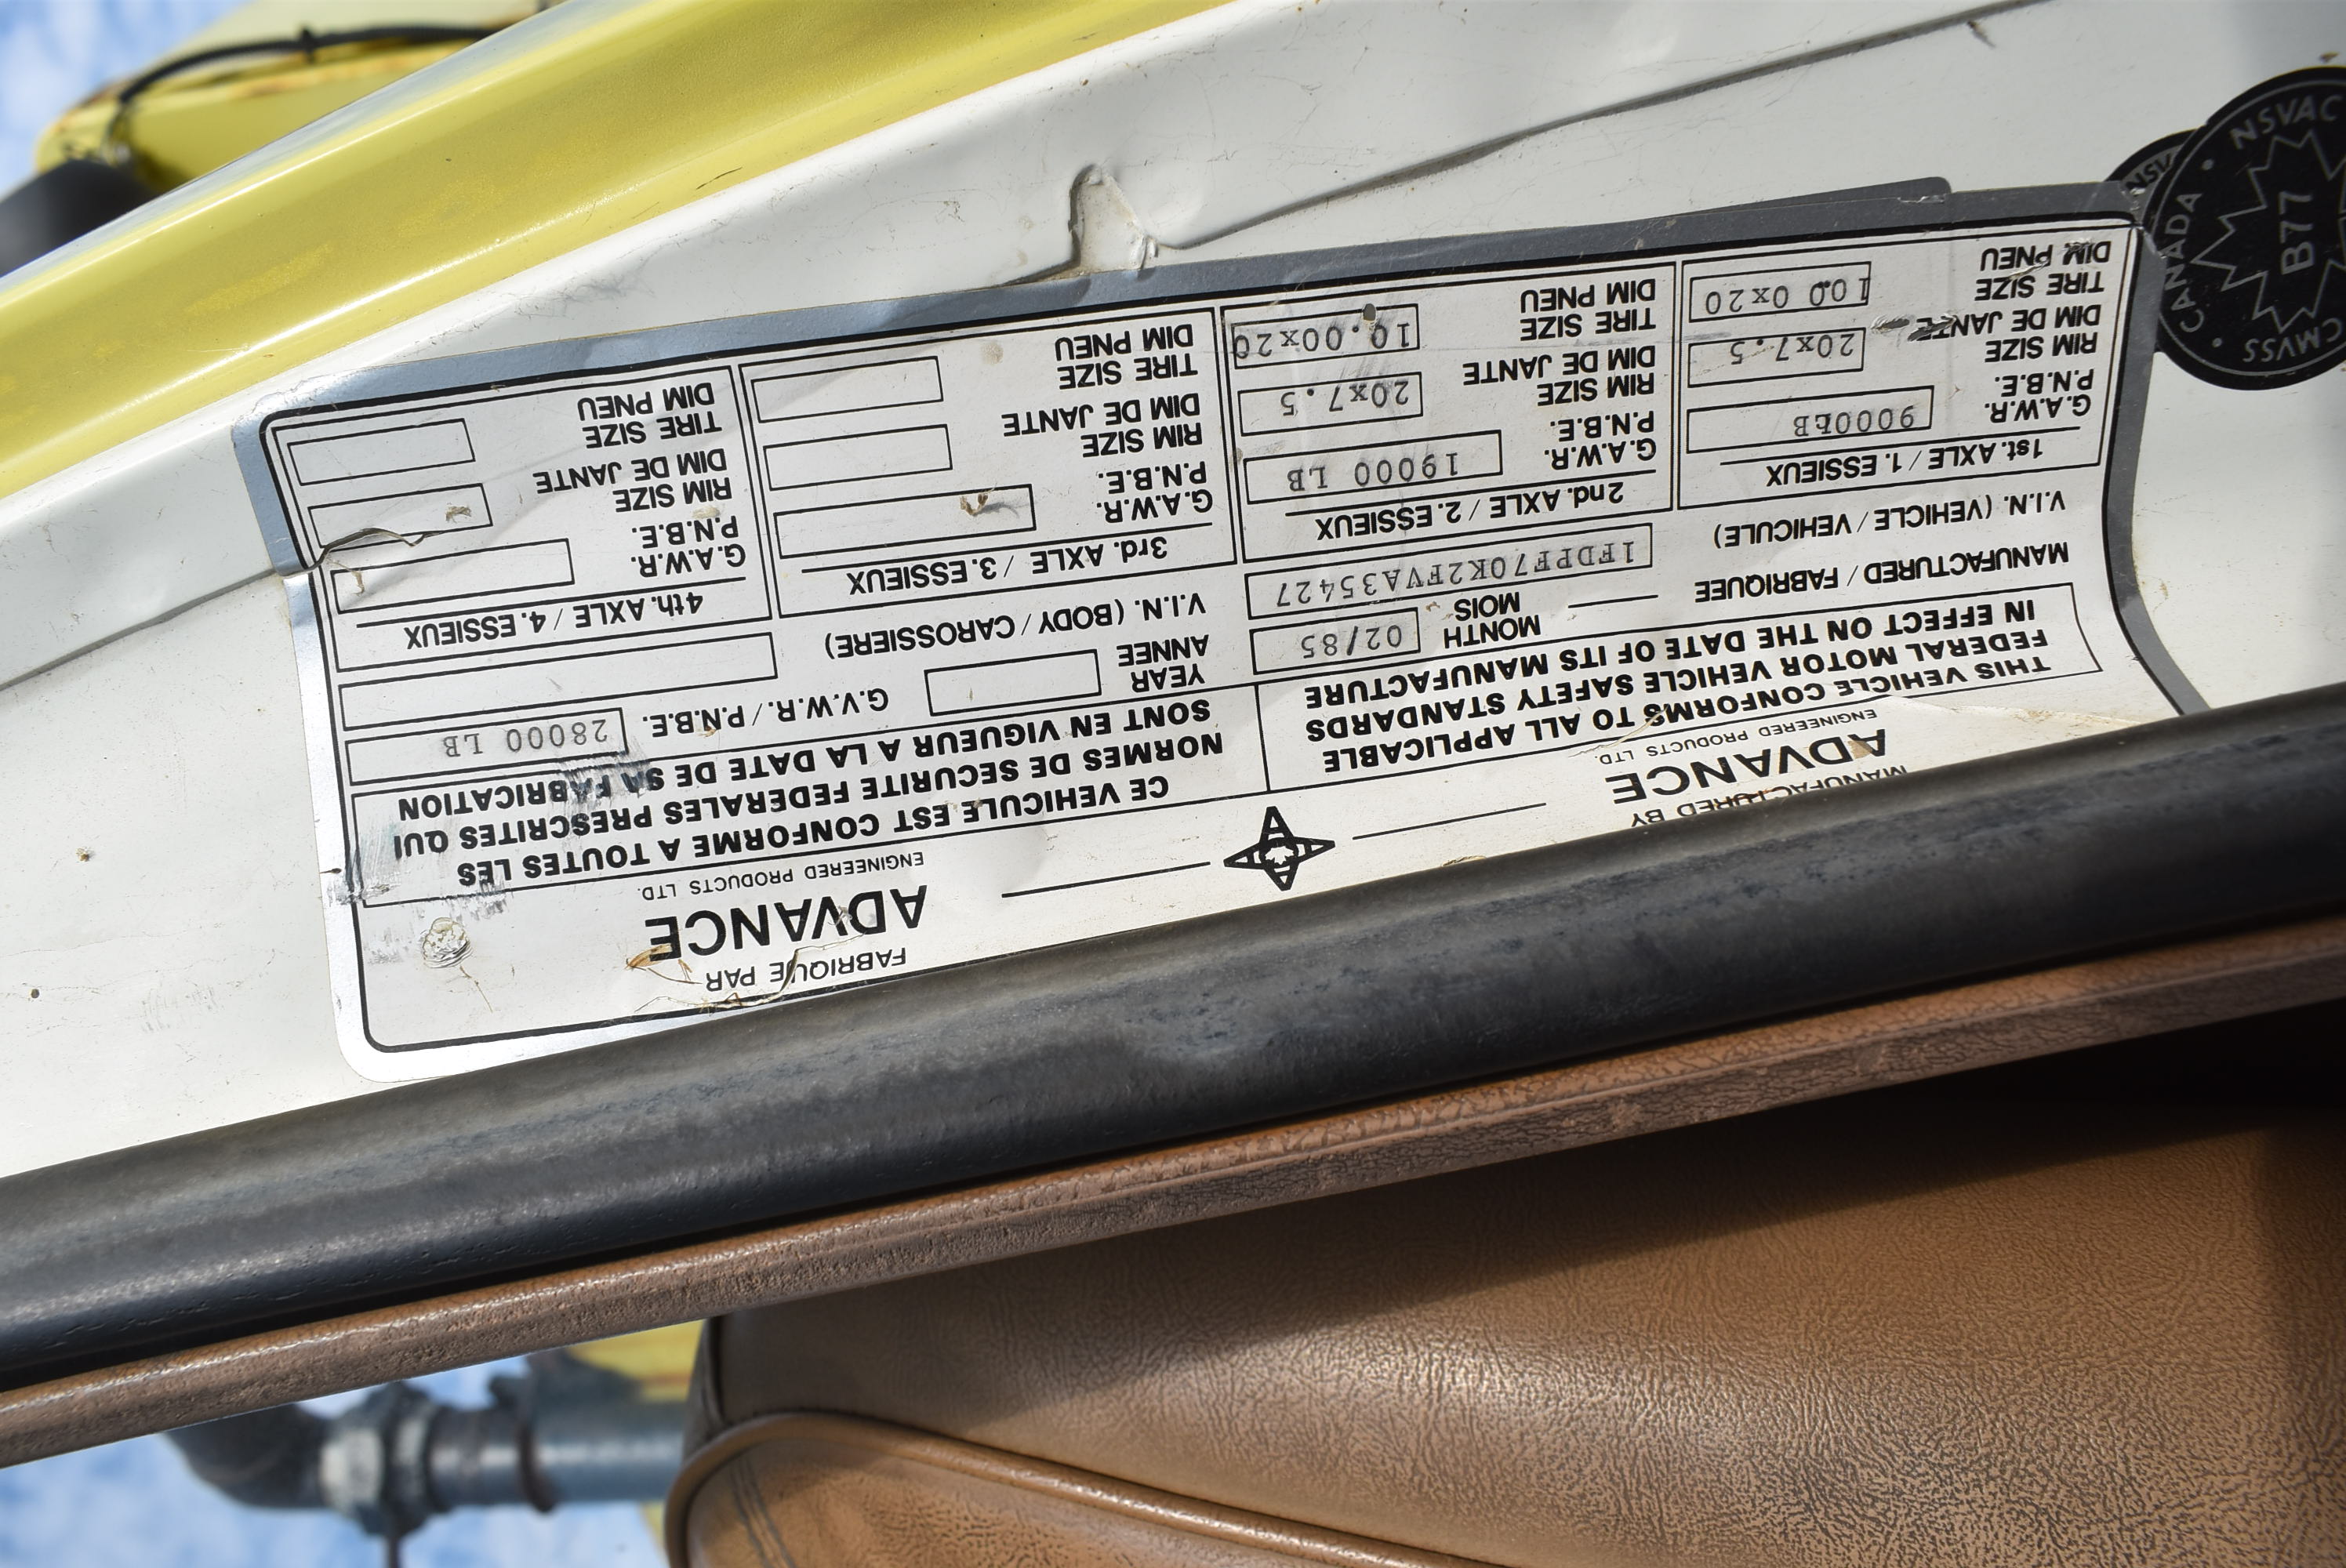 MANUFACTURED BY
ADVANCE
ENGINEERED PRODUCTS LTD.
FABRIQUE PAR
ADVANCE
ENGINEERED PRODUCTS LTD.
THIS VEHICLE CONFORMS TO ALL APPLICABLE
FEDERAL MOTOR VEHICLE SAFETY STANDARDS
IN EFFECT ON THE DATE OF ITS MANUFACTURE
CE VEHICULE EST CONFORME A TOUTES LES
NORMES DE SECURITE FEDERALES PRESCRITES QUI
SONT EN VIGUEUR A LA DATE DE SA FABRICATION
MANUFACTURED / FABRIQUEE
MONTH
MOIS
02/85
YEAR
ANNEE
G.V.W.R. / P.N.B.E.
28000 LB
V.I.N. (VEHICLE / VEHICULE)
1FDPF70K2FVA35427
V.I.N. (BODY / CAROSSIERE)
1st. AXLE / 1. ESSIEUX
G.A.W.R.
P.N.B.E.
9000LB
RIM SIZE
DIM DE JANTE
20x7.5
TIRE SIZE
DIM PNEU
10.00x20
2nd. AXLE / 2. ESSIEUX
G.A.W.R.
P.N.B.E.
19000 LB
RIM SIZE
DIM DE JANTE
20x7.5
TIRE SIZE
DIM PNEU
10.00x20
3rd. AXLE / 3. ESSIEUX
G.A.W.R.
P.N.B.E.
RIM SIZE
DIM DE JANTE
TIRE SIZE
DIM PNEU
4th. AXLE / 4. ESSIEUX
G.A.W.R.
P.N.B.E.
RIM SIZE
DIM DE JANTE
TIRE SIZE
DIM PNEU
CANADA • NSVAC
B77
CMVSS •